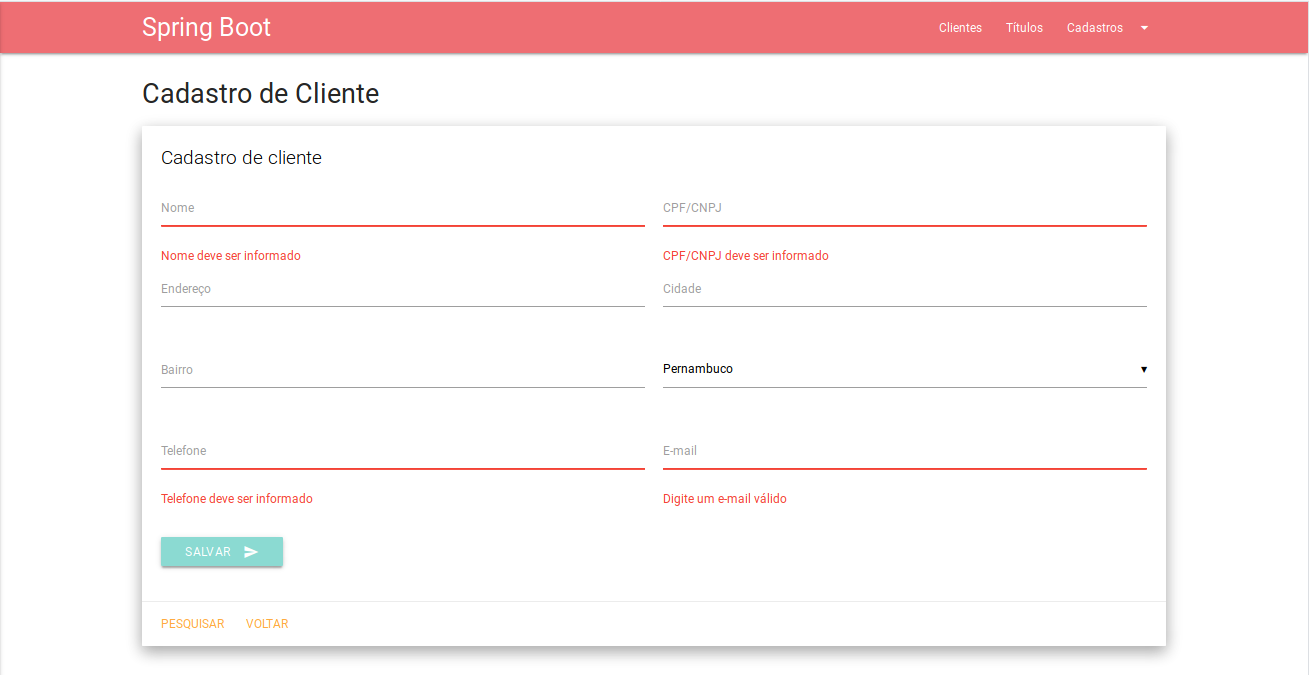 Spring Boot
Clientes Títulos Cadastros
Cadastro de Cliente
Cadastro de cliente
Nome CPF/CNPJ
Nome deve ser informado CPF/CNPJ deve ser informado
Endereço Cidade
Bairro Pernambuco
Telefone E-mail
Telefone deve ser informado Digite um e-mail válido
SALVAR
PESQUISAR VOLTAR